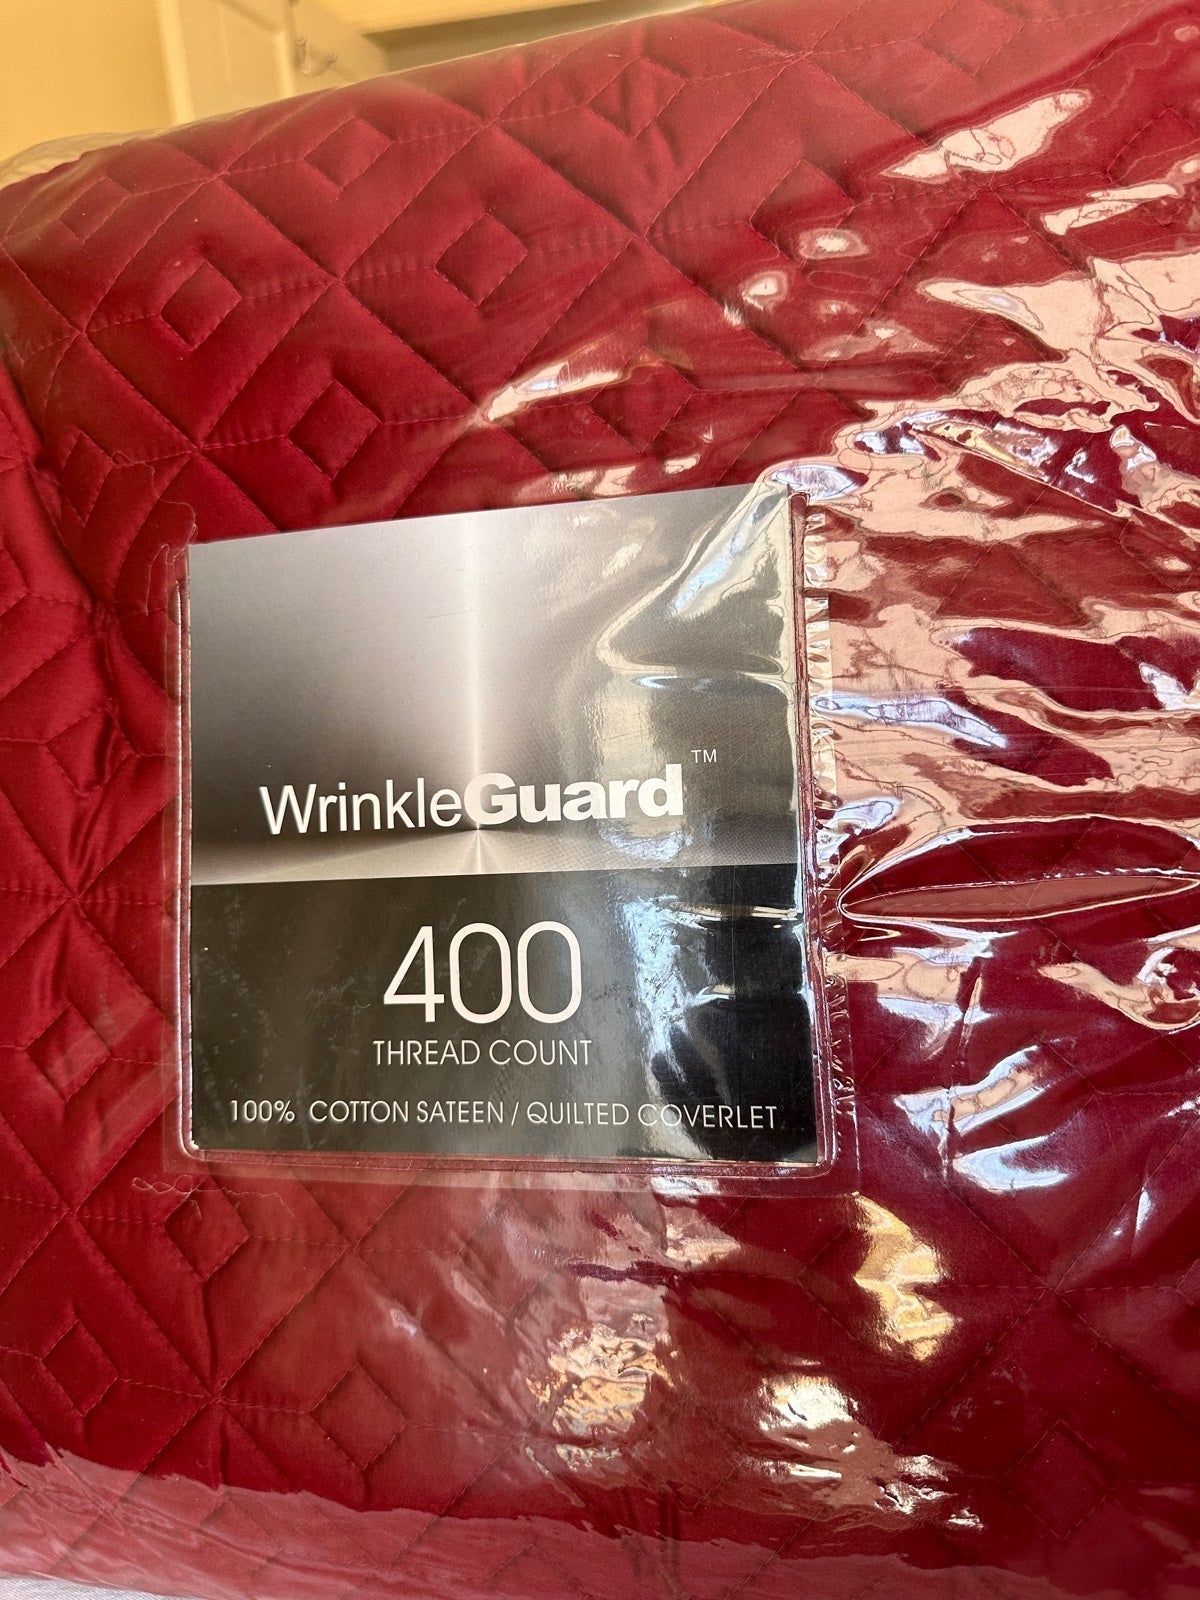 WrinkleGuard™
400
THREAD COUNT
100% COTTON SATEEN / QUILTED COVERLET